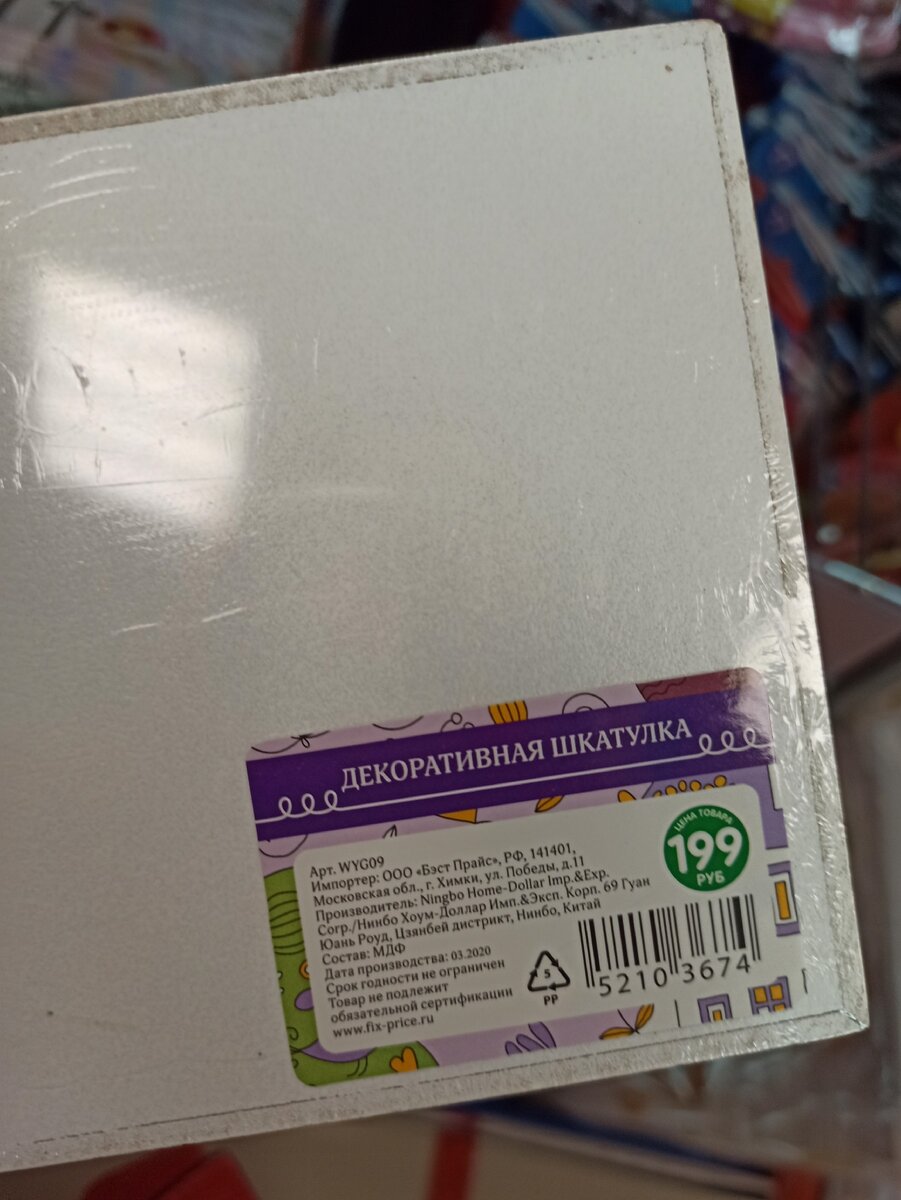 ДЕКОРАТИВНАЯ ШКАТУЛКА
ЦЕНА ТОВАРА
199
РУБ
Арт. WYG09
Импортер: ООО «Бэст Прайс», РФ, 141401,
Московская обл., г. Химки, ул. Победы, д.11
Производитель: Ningbo Home-Dollar Imp.&Exp.
Corp./Нинбо Хоум-Доллар Имп.&Эксп. Корп. 69 Гуан
Юань Роуд, Цзянбей дистрикт, Нинбо, Китай
Состав: МДФ
Дата производства: 03.2020
Срок годности не ограничен
Товар не подлежит
обязательной сертификации
www.fix-price.ru
5
PP
5210 3674